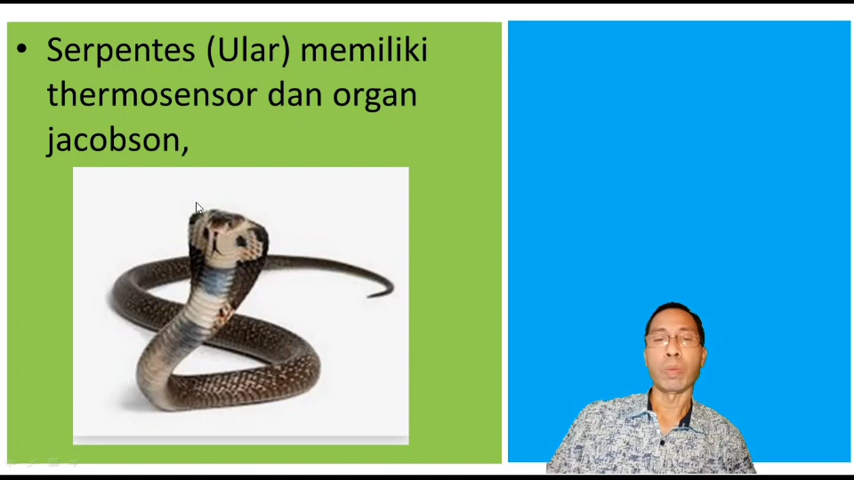 • Serpentes (Ular) memiliki
thermosensor dan organ
jacobson,